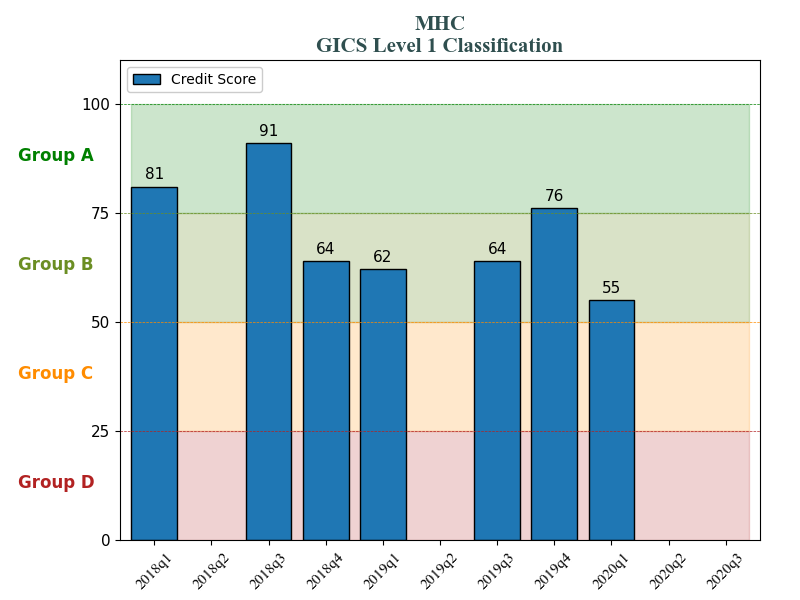 MHC
GICS Level 1 Classification
Credit Score
100
Group A
91
81
76
75
64
62
64
Group B
55
50
Group C
25
Group D
0
2018q1 2018q2 2018q3 2018q4 2019q1 2019q2 2019q3 2019q4 2020q1 2020q2 2020q3